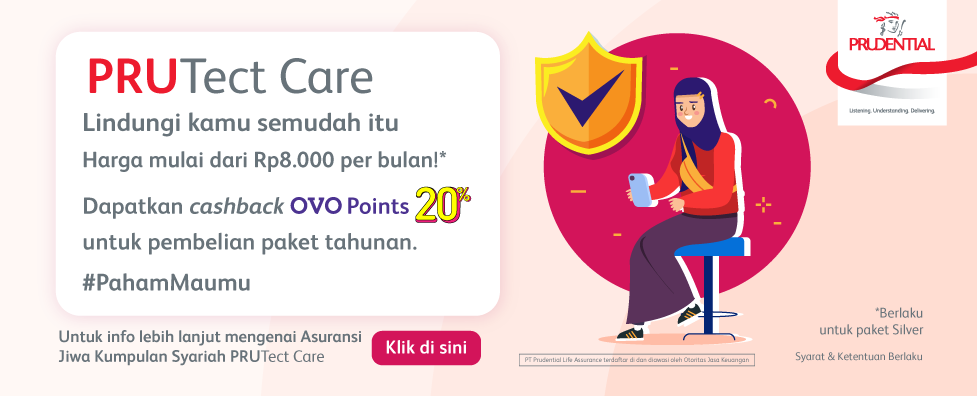 PRUTect Care
Lindungi kamu semudah itu
Harga mulai dari Rp8.000 per bulan!*
Dapatkan cashback OVO Points 20%
untuk pembelian paket tahunan.
#PahamMaumu
Untuk info lebih lanjut mengenai Asuransi
Jiwa Kumpulan Syariah PRUTect Care
Klik di sini
PRUDENTIAL
Listening. Understanding. Delivering.
*Berlaku
untuk paket Silver
Syarat & Ketentuan Berlaku
PT Prudential Life Assurance terdaftar di dan diawasi oleh Otoritas Jasa Keuangan